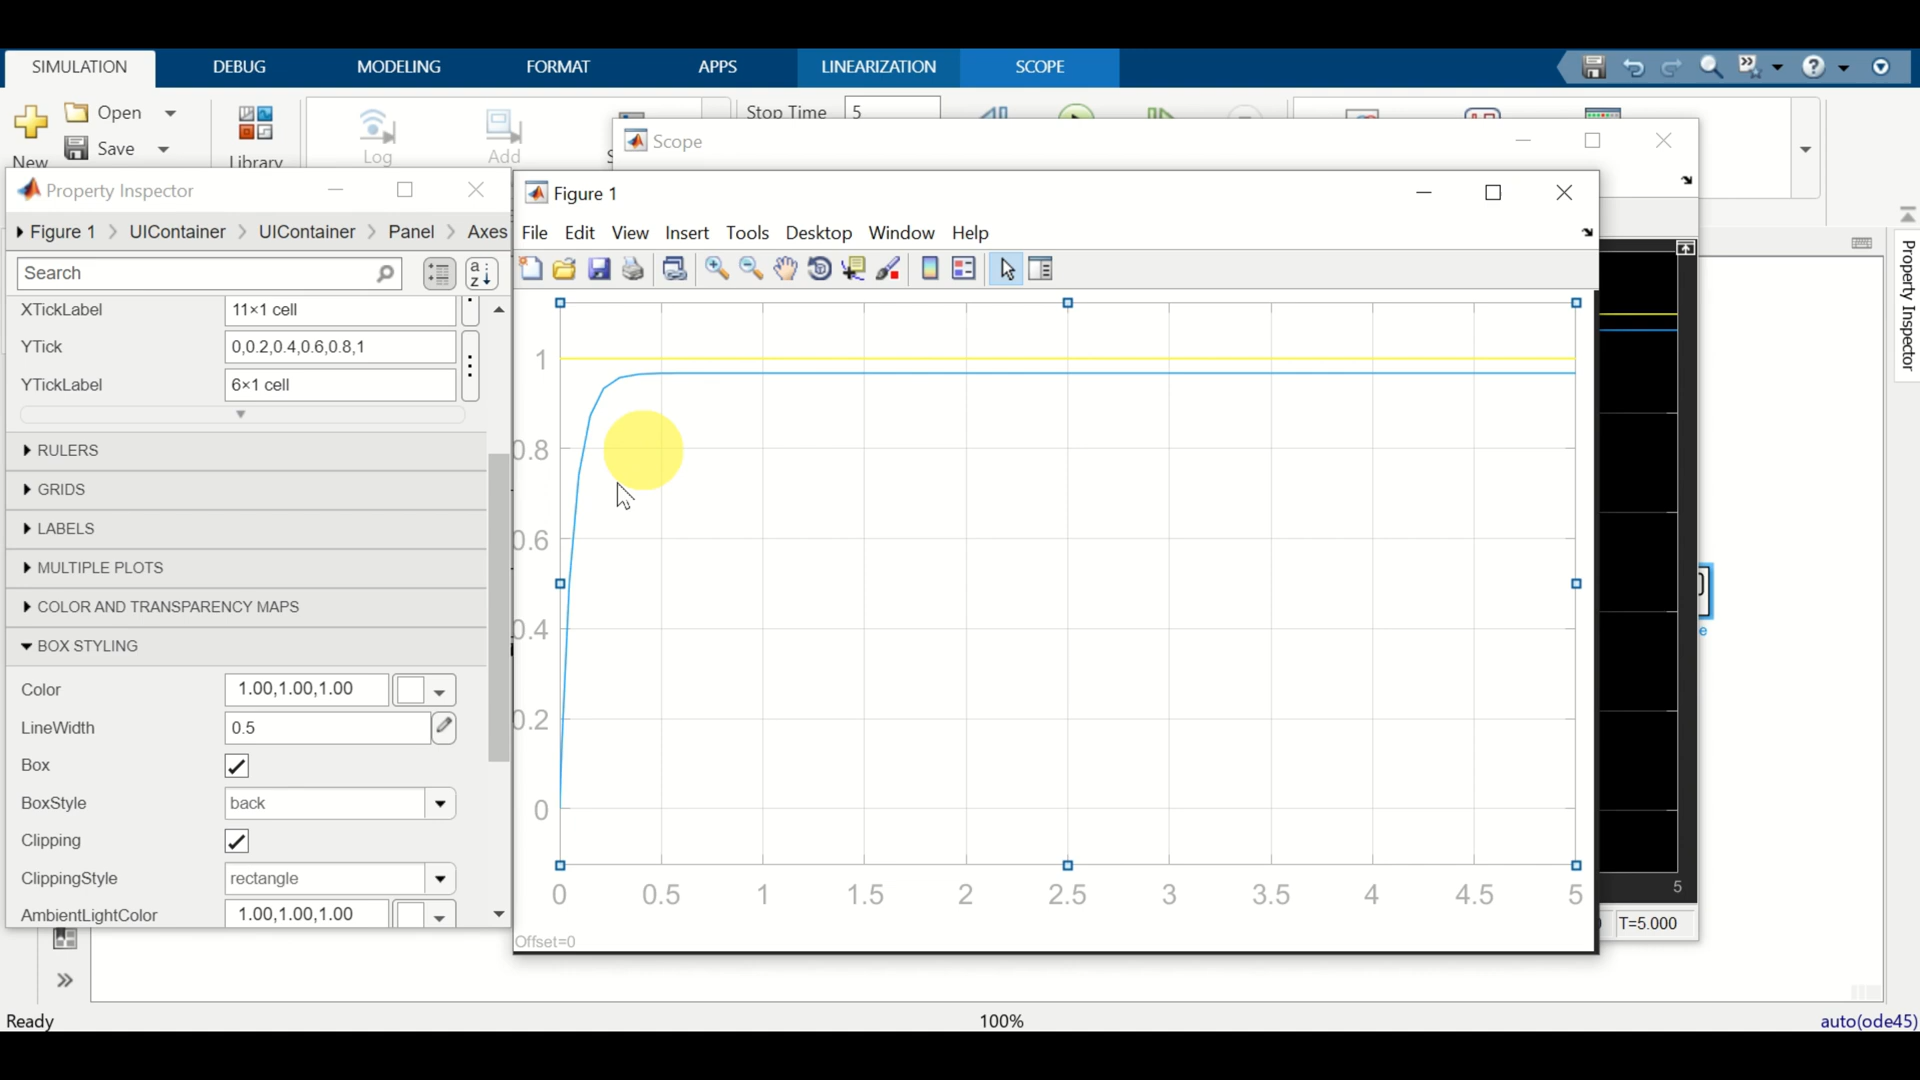 SIMULATION DEBUG MODELING FORMAT APPS LINEARIZATION SCOPE
Open
Save
New
Library
Log
Add
Stop Time 5
Scope
Property Inspector
Figure 1 UIContainer UIContainer Panel Axes
Search
XTickLabel 11×1 cell
YTick 0,0.2,0.4,0.6,0.8,1
YTickLabel 6×1 cell
RULERS
GRIDS
LABELS
MULTIPLE PLOTS
COLOR AND TRANSPARENCY MAPS
BOX STYLING
Color 1.00,1.00,1.00
LineWidth 0.5
Box
BoxStyle back
Clipping
ClippingStyle rectangle
AmbientLightColor 1.00,1.00,1.00
Figure 1
File Edit View Insert Tools Desktop Window Help
1
0.8
0.6
0.4
0.2
0
0 0.5 1 1.5 2 2.5 3 3.5 4 4.5 5
Offset=0
5
T=5.000
Property Inspector
Ready 100% auto(ode45)